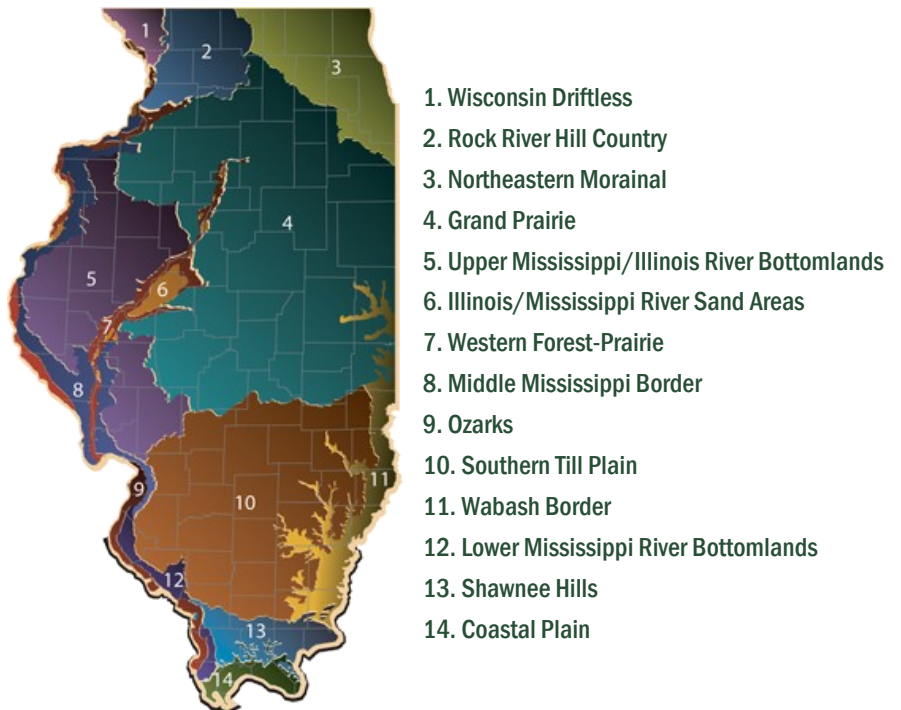 1
2
3
4
5
6
7
8
9
10
11
12
13
14
1. Wisconsin Driftless
2. Rock River Hill Country
3. Northeastern Morainal
4. Grand Prairie
5. Upper Mississippi/Illinois River Bottomlands
6. Illinois/Mississippi River Sand Areas
7. Western Forest-Prairie
8. Middle Mississippi Border
9. Ozarks
10. Southern Till Plain
11. Wabash Border
12. Lower Mississippi River Bottomlands
13. Shawnee Hills
14. Coastal Plain